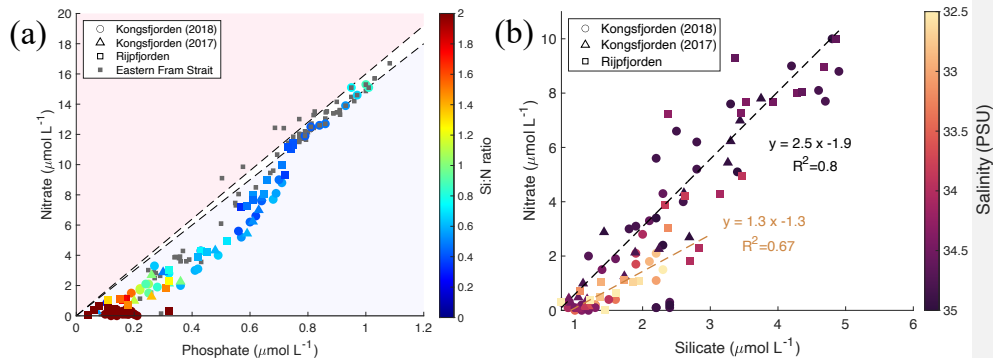 (a)
Nitrate (μmol L⁻¹)
20
18
16
14
12
10
8
6
4
2
0
Kongsfjorden (2018)
Kongsfjorden (2017)
Rijpfjorden
Eastern Fram Strait
0
0.2
0.4
0.6
0.8
1
1.2
Phosphate (μmol L⁻¹)
2
1.8
1.6
1.4
1.2
1
0.8
0.6
0.4
0.2
0
Si:N ratio
(b)
Nitrate (μmol L⁻¹)
10
8
6
4
2
0
Kongsfjorden (2018)
Kongsfjorden (2017)
Rijpfjorden
y = 2.5 x -1.9
R²=0.8
y = 1.3 x -1.3
R²=0.67
1
2
3
4
5
6
Silicate (μmol L⁻¹)
32.5
33
33.5
34
34.5
35
Salinity (PSU)